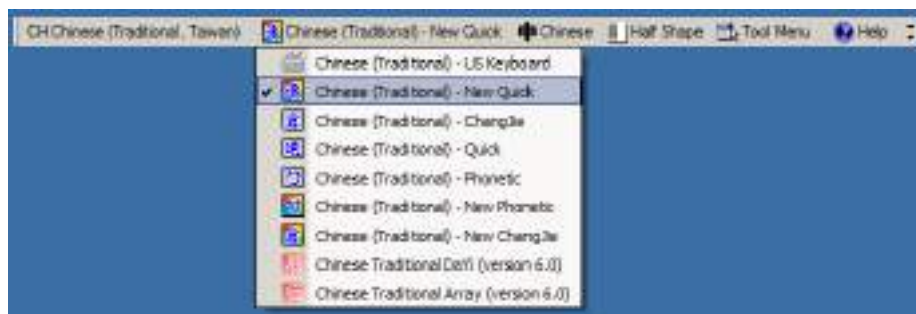 CH Chinese (Traditional, Taiwan) Chinese (Traditional) - New Quick Chinese Half Shape Tool Menu Help
Chinese (Traditional) - US Keyboard
Chinese (Traditional) - New Quick
Chinese (Traditional) - ChangJie
Chinese (Traditional) - Quick
Chinese (Traditional) - Phonetic
Chinese (Traditional) - New Phonetic
Chinese (Traditional) - New ChangJie
Chinese Traditional DaYi (version 6.0)
Chinese Traditional Array (version 6.0)